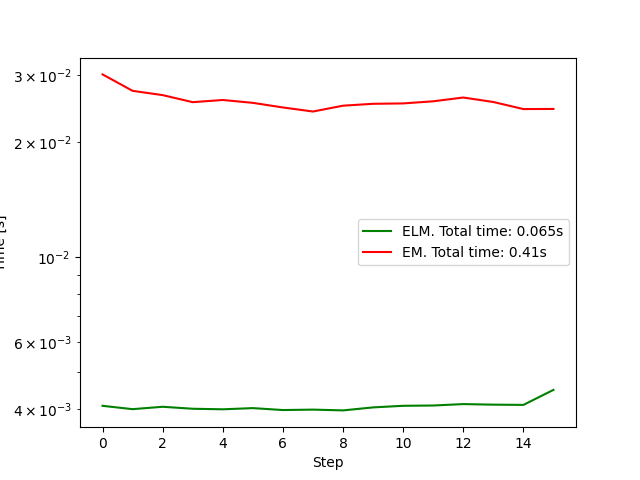 3 × 10⁻²
2 × 10⁻²
10⁻²
6 × 10⁻³
4 × 10⁻³
ELM. Total time: 0.065s
EM. Total time: 0.41s
0 2 4 6 8 10 12 14
Step